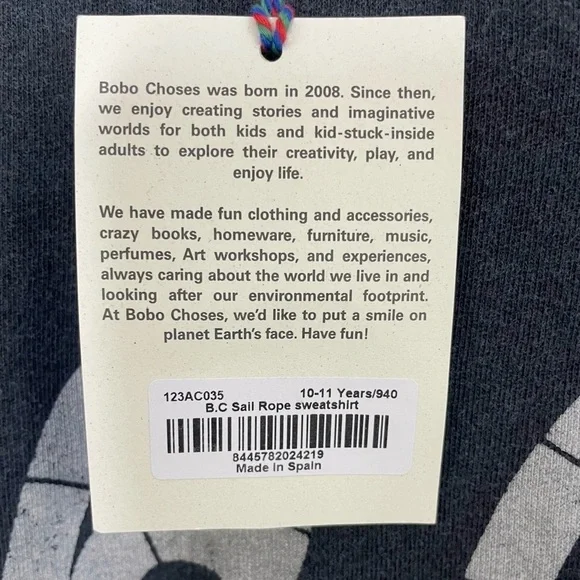 Bobo Choses was born in 2008. Since then,
we enjoy creating stories and imaginative
worlds for both kids and kid-stuck-inside
adults to explore their creativity, play, and
enjoy life.
We have made fun clothing and accessories,
crazy books, homeware, furniture, music,
perfumes, Art workshops, and experiences,
always caring about the world we live in and
looking after our environmental footprint.
At Bobo Choses, we'd like to put a smile on
planet Earth's face. Have fun!
123AC035 10-11 Years/940
B.C Sail Rope sweatshirt
8445782024219
Made in Spain